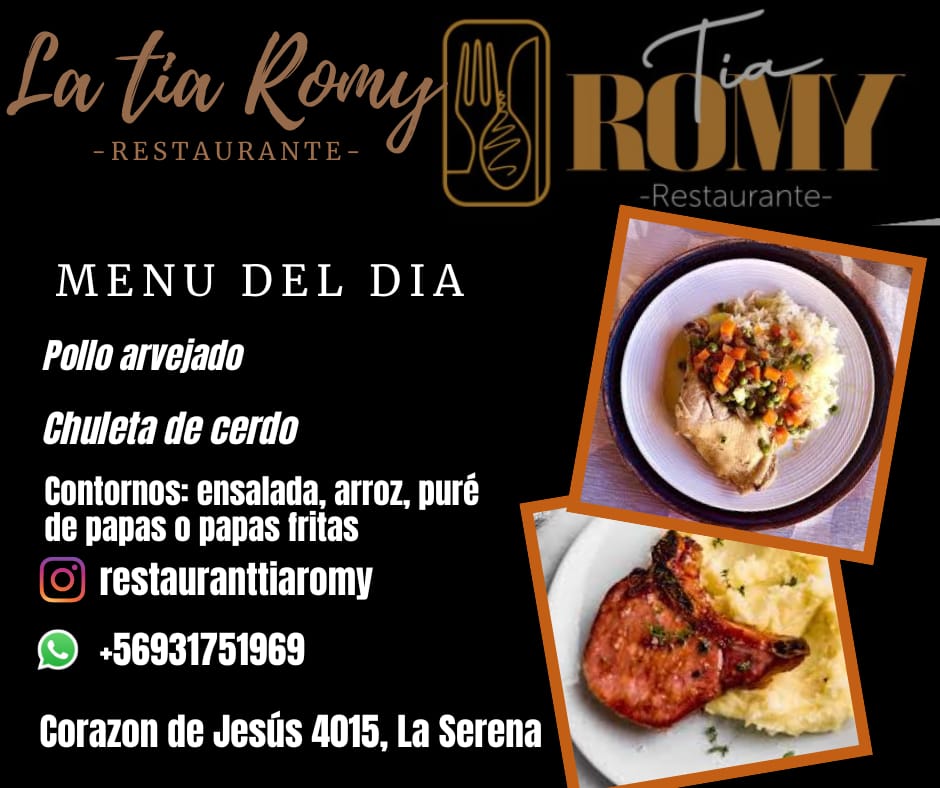 La tia Romy
-RESTAURANTE-
Tia
ROMY
-Restaurante-
MENU DEL DIA
Pollo arvejado
Chuleta de cerdo
Contornos: ensalada, arroz, puré
de papas o papas fritas
restauranttiaromy
+56931751969
Corazon de Jesús 4015, La Serena